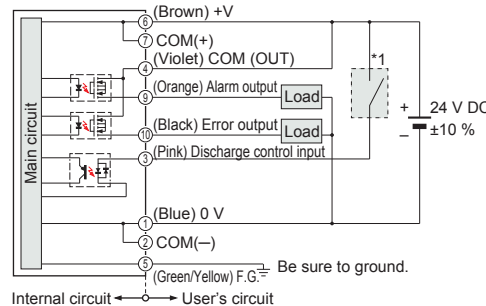 (Brown) +V
6
7 COM(+)
(Violet) COM (OUT)
4
*1
(Orange) Alarm output
9
Load
+ 24 V DC
− ±10 %
(Black) Error output
10
Load
(Pink) Discharge control input
3
Main circuit
(Blue) 0 V
1
2 COM(−)
5
(Green/Yellow) F.G.
Be sure to ground.
Internal circuit
User's circuit